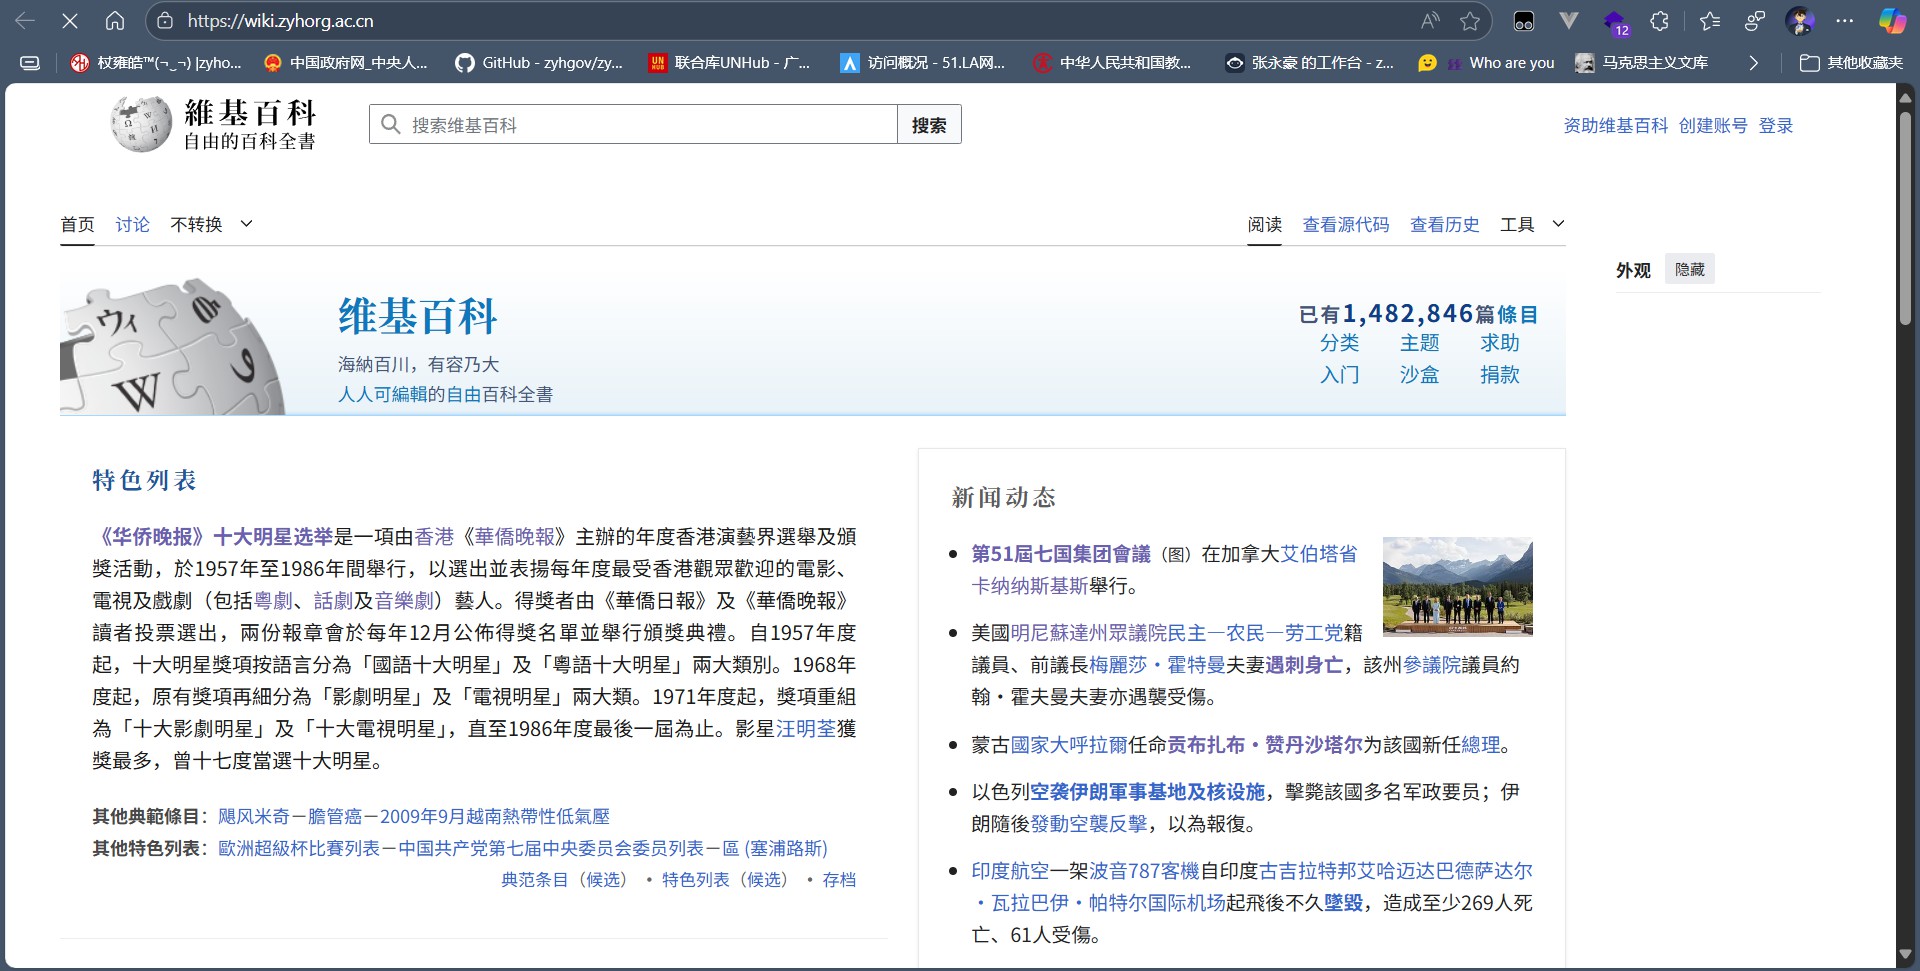 https://wiki.zyhorg.ac.cn
12
杖雍皓™(¬‿¬) |zyho...
中国政府网_中央人...
GitHub - zyhgov/zy...
联合库UNHub - 广...
访问概况 - 51.LA网...
中华人民共和国教...
张永豪 的工作台 - z...
Who are you
马克思主义文库
其他收藏夹
維基百科
自由的百科全書
搜索维基百科
搜索
资助维基百科 创建账号 登录
首页 讨论 不转换
阅读 查看源代码 查看历史 工具
外观 隐藏
维基百科
海納百川，有容乃大
人人可編輯的自由百科全書
已有1,482,846篇條目
分类 主题 求助
入门 沙盒 捐款
特色列表
《华侨晚报》十大明星选举是一項由香港《華僑晚報》主辦的年度香港演藝界選舉及頒
獎活動，於1957年至1986年間舉行，以選出並表揚每年度最受香港觀眾歡迎的電影、
電視及戲劇（包括粵劇、話劇及音樂劇）藝人。得獎者由《華僑日報》及《華僑晚報》
讀者投票選出，兩份報章會於每年12月公佈得獎名單並舉行頒獎典禮。自1957年度
起，十大明星獎項按語言分為「國語十大明星」及「粵語十大明星」兩大類別。1968年
度起，原有獎項再細分為「影劇明星」及「電視明星」兩大類。1971年度起，獎項重組
為「十大影劇明星」及「十大電視明星」，直至1986年度最後一屆為止。影星汪明荃獲
獎最多，曾十七度當選十大明星。
其他典範條目：飓风米奇－膽管癌－2009年9月越南熱帶性低氣壓
其他特色列表：歐洲超級杯比賽列表－中国共产党第七届中央委员会委员列表－區 (塞浦路斯)
典范条目（候选） • 特色列表（候选） • 存档
新闻动态
第51届七国集团會議（图）在加拿大艾伯塔省
卡纳纳斯基斯舉行。
美國明尼蘇達州眾議院民主－农民－劳工党籍
議員、前議長梅麗莎・霍特曼夫妻遇刺身亡，該州參議院議員約
翰・霍夫曼夫妻亦遇襲受傷。
蒙古國家大呼拉爾任命贡布扎布・赞丹沙塔尔为該國新任總理。
以色列空袭伊朗軍事基地及核设施，擊斃該國多名军政要员；伊
朗隨後發動空襲反擊，以為報復。
印度航空一架波音787客機自印度古吉拉特邦艾哈迈达巴德萨达尔
・瓦拉巴伊・帕特尔国际机场起飛後不久墜毀，造成至少269人死
亡、61人受傷。